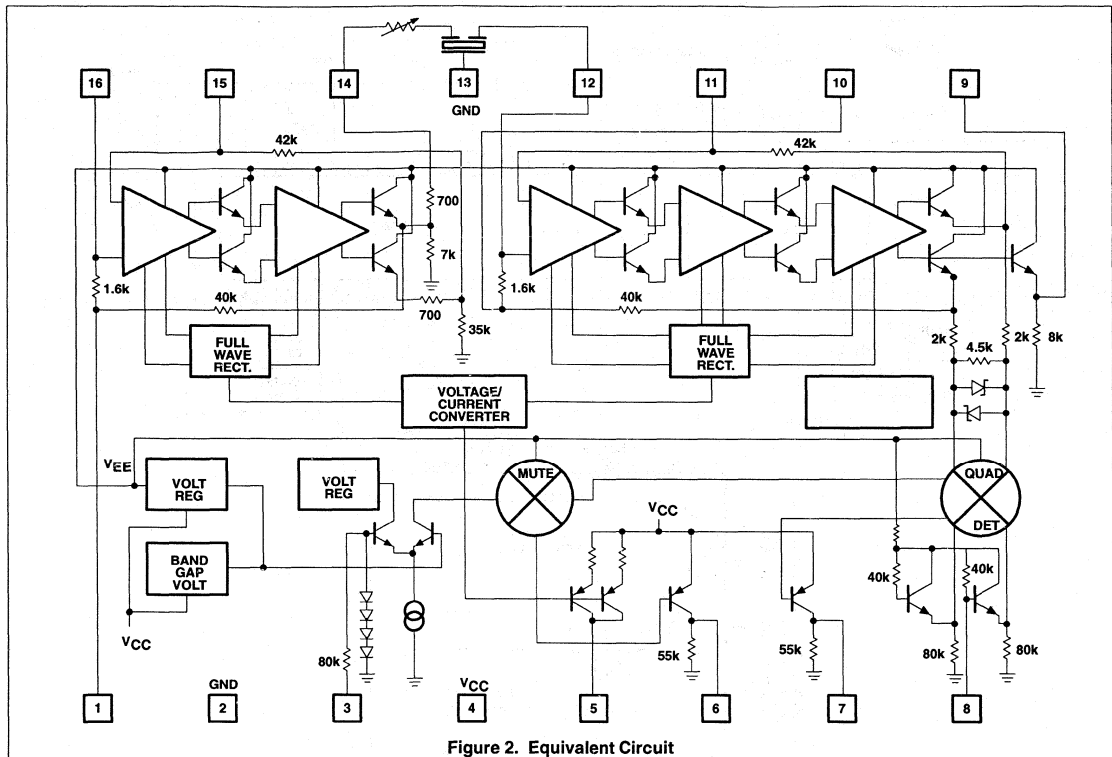 16
15
14
13
GND
12
11
10
9
42k
42k
700
7k
1.6k
40k
700
35k
1.6k
40k
2k
2k
8k
4.5k
FULL
WAVE
RECT.
FULL
WAVE
RECT.
VOLTAGE/
CURRENT
CONVERTER
VEE
VOLT
REG
VOLT
REG
MUTE
QUAD
DET
VCC
BAND
GAP
VOLT
VCC
40k
40k
80k
55k
55k
80k
80k
1
GND
2
3
VCC
4
5
6
7
8
Figure 2. Equivalent Circuit